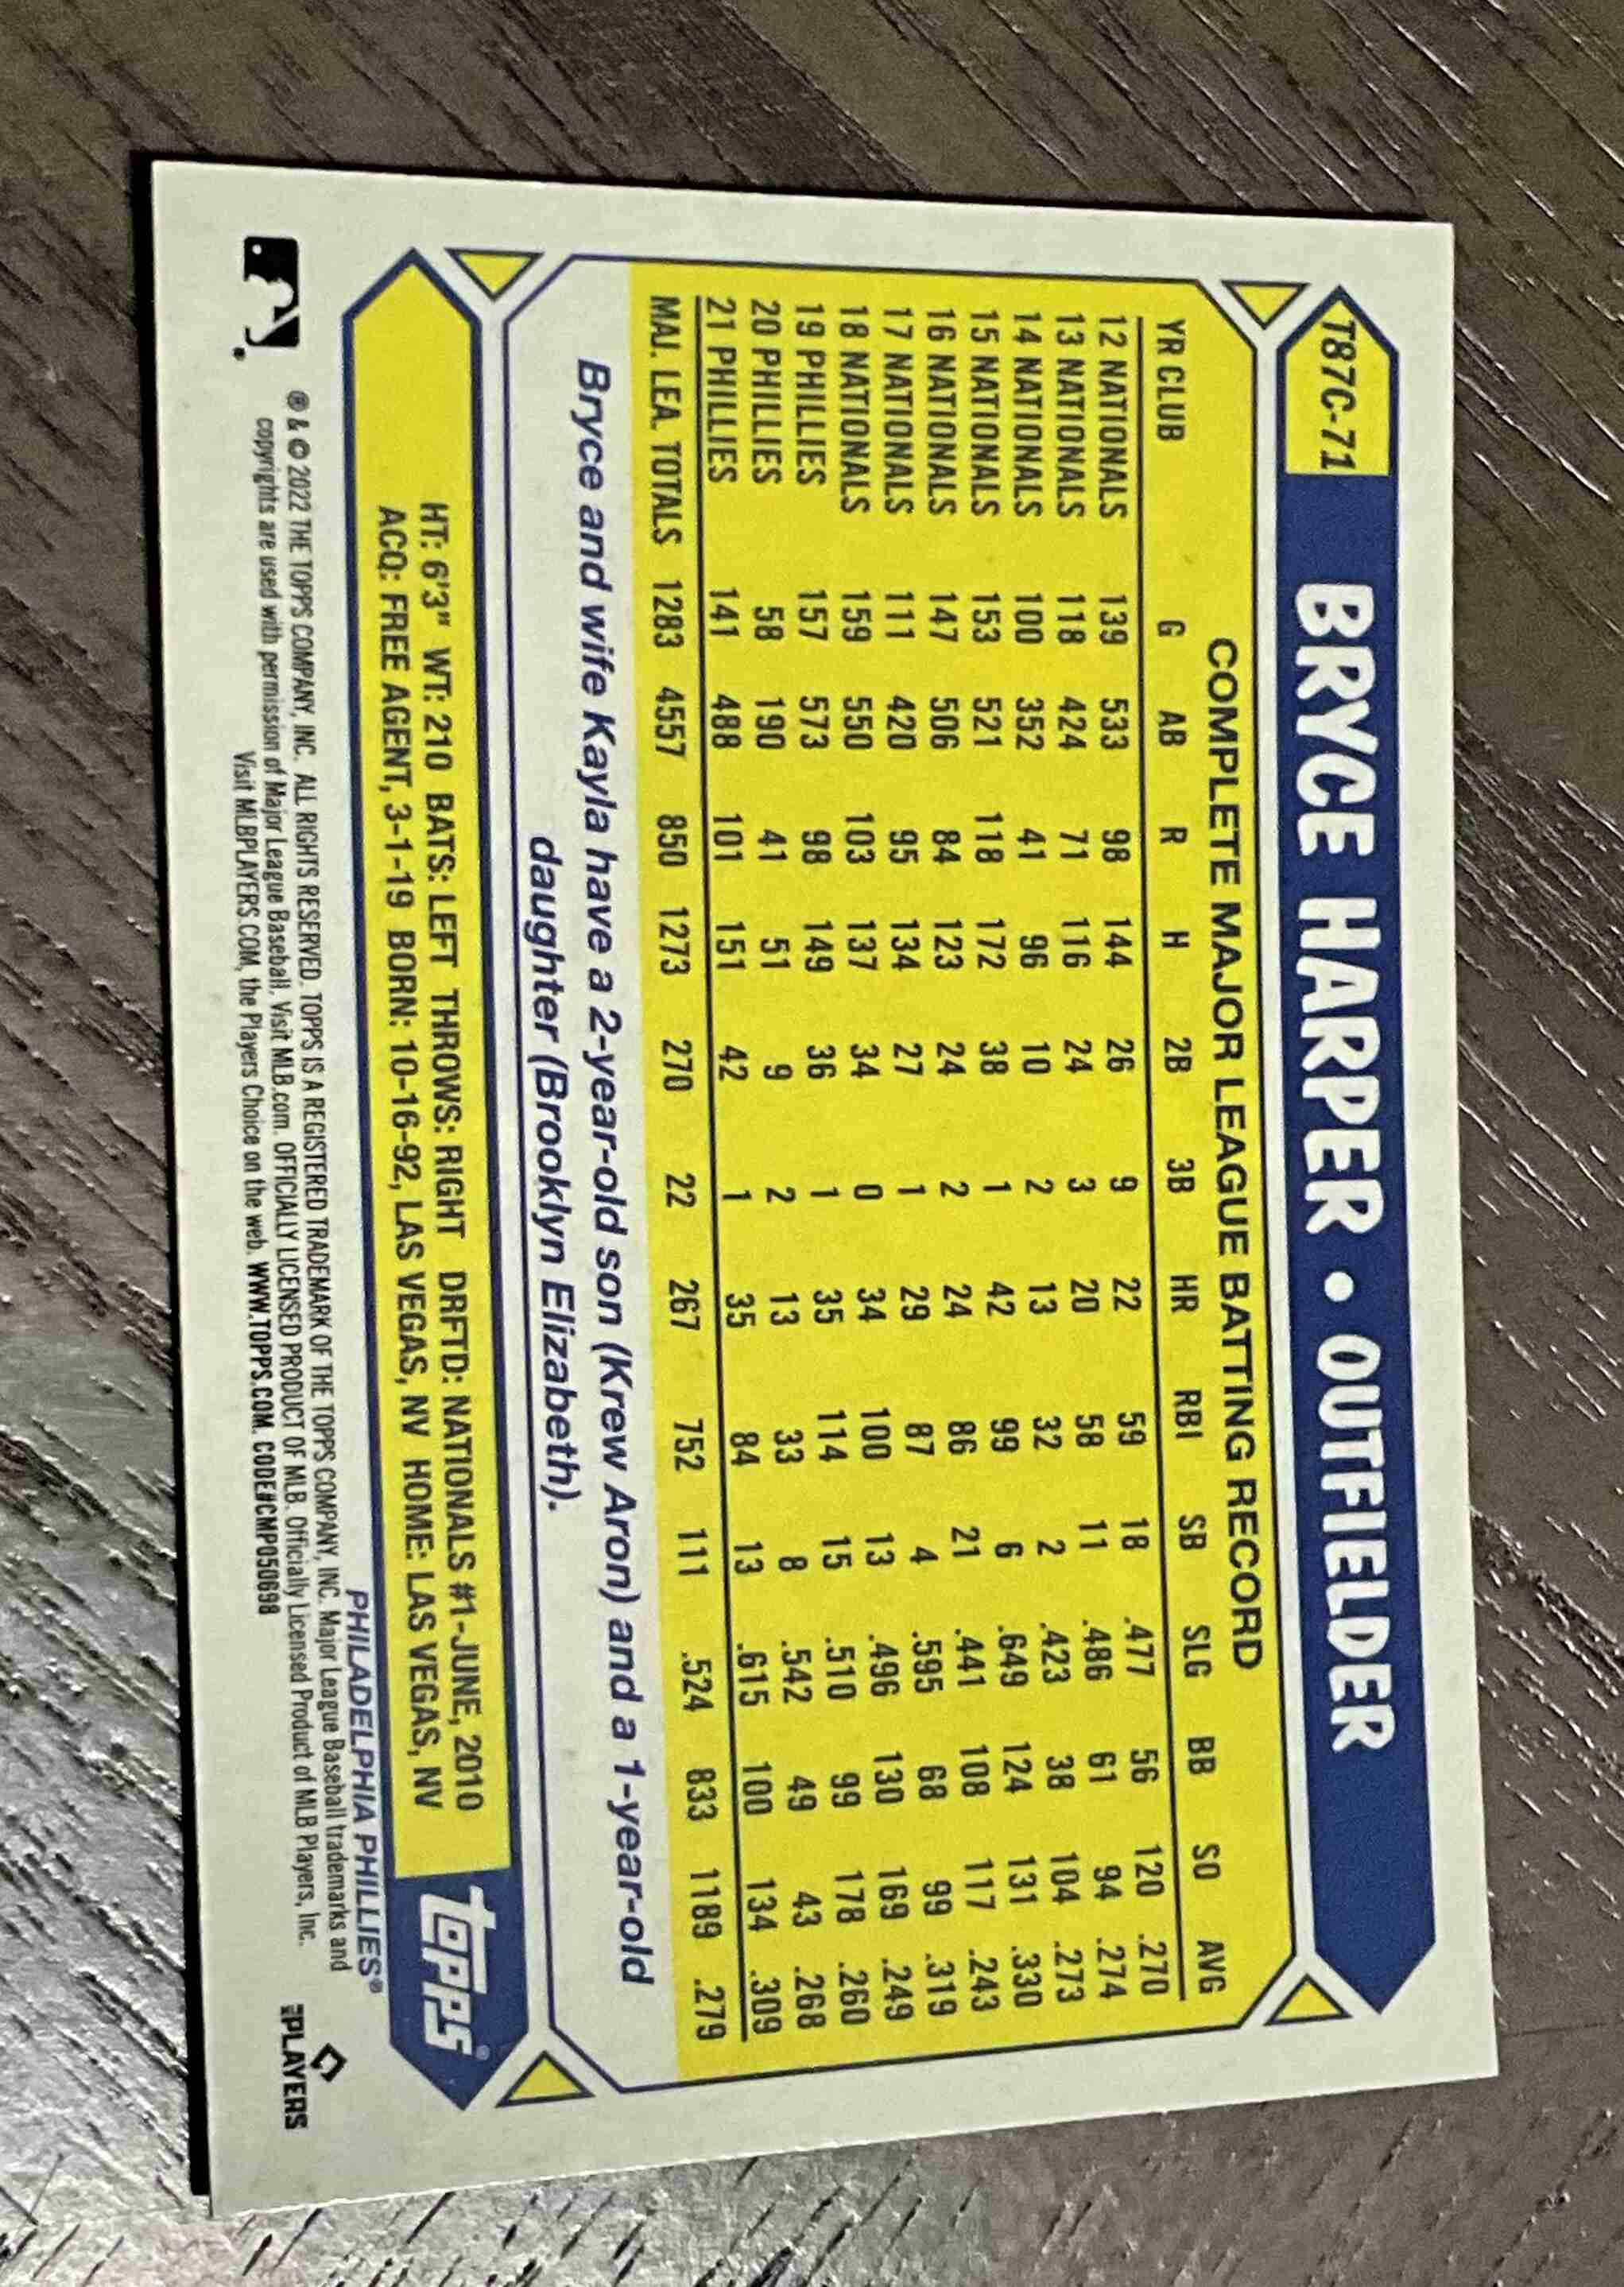 T87C-71 BRYCE HARPER • OUTFIELDER
COMPLETE MAJOR LEAGUE BATTING RECORD
YR CLUB G AB R H 2B 3B HR RBI SB SLG BB SO AVG
12 NATIONALS 139 533 98 144 26 9 22 59 18 .477 56 120 .270
13 NATIONALS 118 424 71 116 24 3 20 58 11 .486 61 94 .274
14 NATIONALS 100 352 41 96 10 2 13 32 2 .423 38 104 .273
15 NATIONALS 153 521 118 172 38 1 42 99 6 .649 124 131 .330
16 NATIONALS 147 506 84 123 24 2 24 86 21 .441 108 117 .243
17 NATIONALS 111 420 95 134 27 1 29 87 4 .595 68 99 .319
18 NATIONALS 159 550 103 137 34 0 34 100 13 .496 130 169 .249
19 PHILLIES 157 573 98 149 36 1 35 114 15 .510 99 178 .260
20 PHILLIES 58 190 41 51 9 2 13 33 8 .542 49 43 .268
21 PHILLIES 141 488 101 151 42 1 35 84 13 .615 100 134 .309
MAJ. LEA. TOTALS 1283 4557 850 1273 270 22 267 752 111 .524 833 1189 .279
Bryce and wife Kayla have a 2-year-old son (Krew Aron) and a 1-year-old
daughter (Brooklyn Elizabeth).
HT: 6'3" WT: 210 BATS: LEFT THROWS: RIGHT DRFTD: NATIONALS #1-JUNE, 2010
ACQ: FREE AGENT, 3-1-19 BORN: 10-16-92, LAS VEGAS, NV HOME: LAS VEGAS, NV
topps®
PHILADELPHIA PHILLIES®
® & © 2022 THE TOPPS COMPANY, INC. ALL RIGHTS RESERVED. TOPPS IS A REGISTERED TRADEMARK OF THE TOPPS COMPANY, INC. Major League Baseball trademarks and
copyrights are used with permission of Major League Baseball. Visit MLB.com. OFFICIALLY LICENSED PRODUCT OF MLB. Officially Licensed Product of MLB Players, Inc.
Visit MLBPLAYERS.COM, the Players Choice on the web. WWW.TOPPS.COM. CODE#CMP050698
PLAYERS